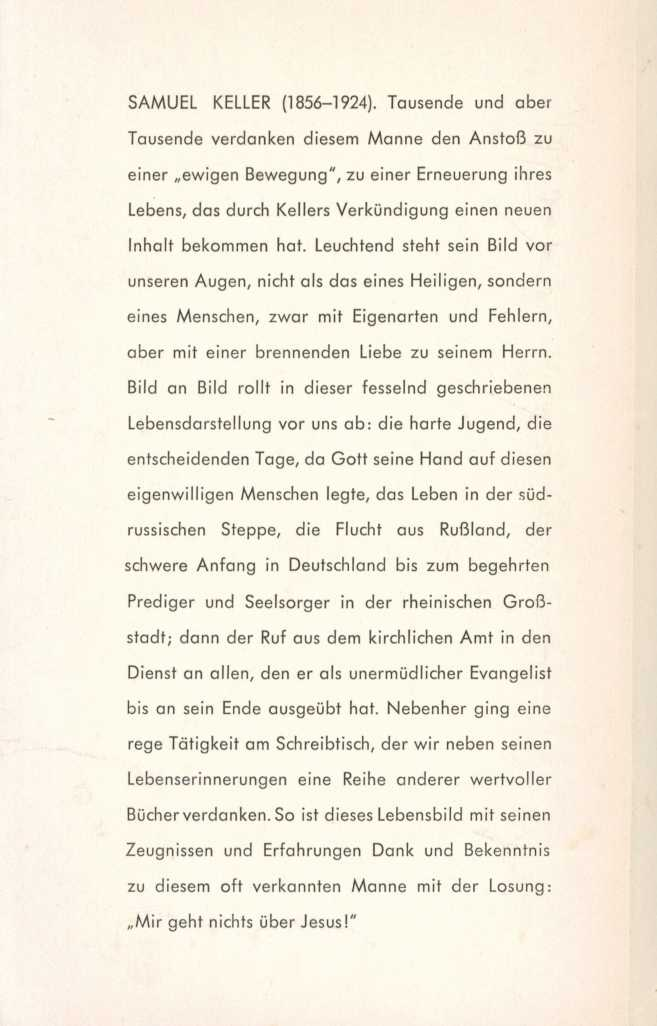 SAMUEL KELLER (1856–1924). Tausende und aber
Tausende verdanken diesem Manne den Anstoß zu
einer „ewigen Bewegung", zu einer Erneuerung ihres
Lebens, das durch Kellers Verkündigung einen neuen
Inhalt bekommen hat. Leuchtend steht sein Bild vor
unseren Augen, nicht als das eines Heiligen, sondern
eines Menschen, zwar mit Eigenarten und Fehlern,
aber mit einer brennenden Liebe zu seinem Herrn.
Bild an Bild rollt in dieser fesselnd geschriebenen
Lebensdarstellung vor uns ab: die harte Jugend, die
entscheidenden Tage, da Gott seine Hand auf diesen
eigenwilligen Menschen legte, das Leben in der süd-
russischen Steppe, die Flucht aus Rußland, der
schwere Anfang in Deutschland bis zum begehrten
Prediger und Seelsorger in der rheinischen Groß-
stadt; dann der Ruf aus dem kirchlichen Amt in den
Dienst an allen, den er als unermüdlicher Evangelist
bis an sein Ende ausgeübt hat. Nebenher ging eine
rege Tätigkeit am Schreibtisch, der wir neben seinen
Lebenserinnerungen eine Reihe anderer wertvoller
Bücher verdanken. So ist dieses Lebensbild mit seinen
Zeugnissen und Erfahrungen Dank und Bekenntnis
zu diesem oft verkannten Manne mit der Losung:
„Mir geht nichts über Jesus!"